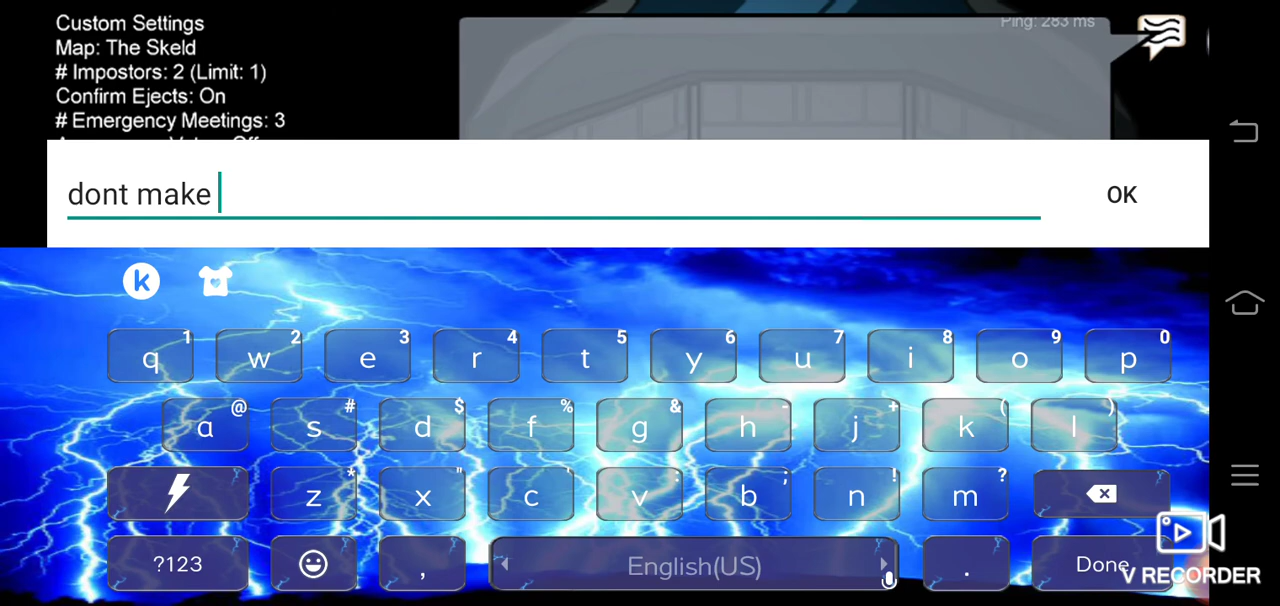 Custom Settings
Map: The Skeld
# Impostors: 2 (Limit: 1)
Confirm Ejects: On
# Emergency Meetings: 3
Ping: 283 ms
dont make
OK
k
1 2 3 4 5 6 7 8 9 0
q w e r t y u i o p
@ # $ % & - + ( )
a s d f g h j k l
* " ' : ; ! ?
z x c v b n m
?123 , English(US) . Done
V RECORDER